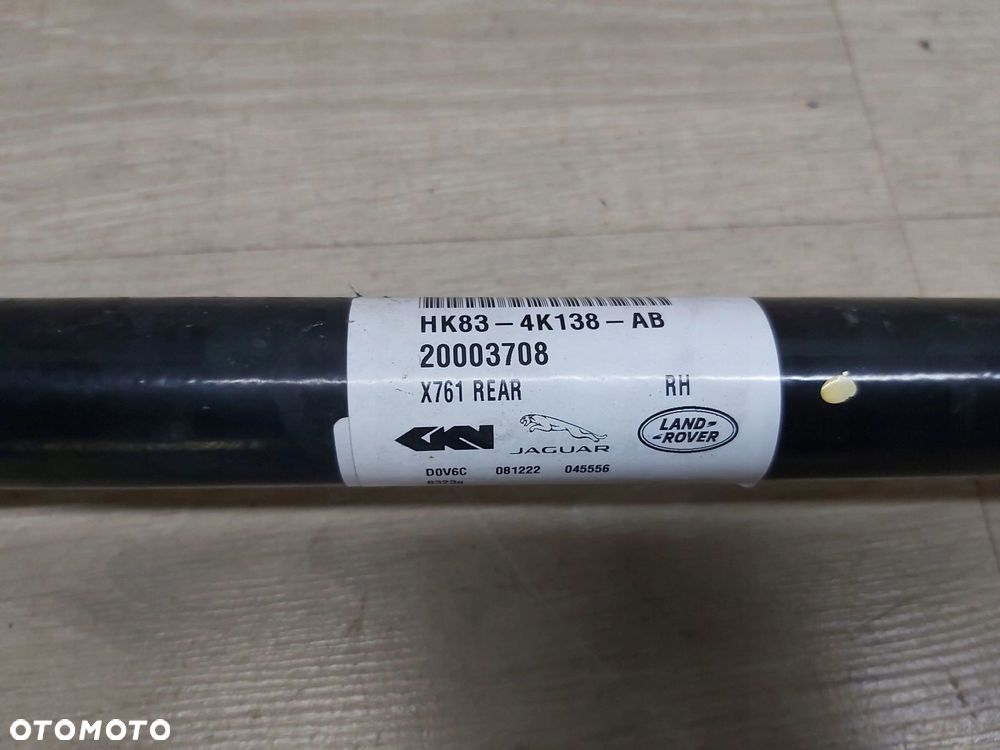 HK83-4K138-AB
20003708
X761 REAR RH
GKN JAGUAR LAND ROVER
D0V6C 081222 045556
OTOMOTO